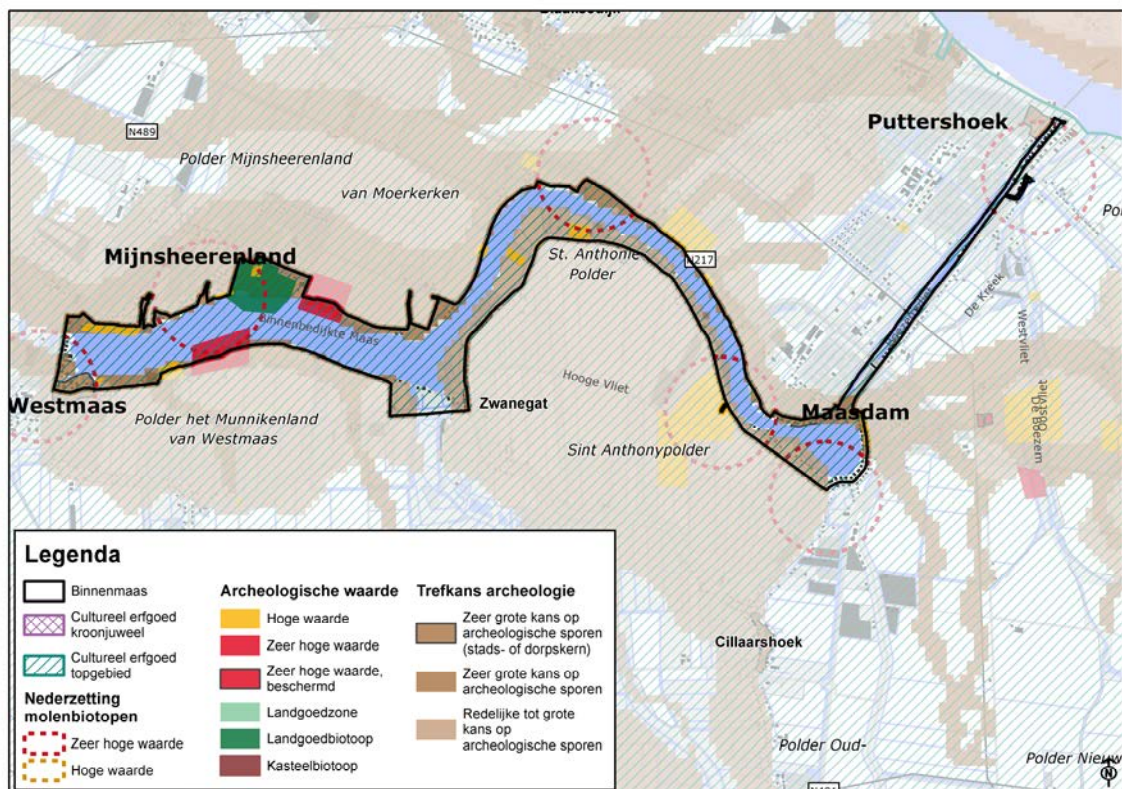 Puttershoek
N489
Polder Mijnsheerenland
van Moerkerken
Mijnsheerenland
St. Anthonie
Polder
N217
De Kreek
Westvliet
Binnenbedijkte Maas
Hooge Vliet
Westmaas
Zwanegat
Maasdam
Polder het Munnikenland
van Westmaas
Sint Anthonypolder
Oostvliet
De Boezem
Cillaarshoek
Polder Oud-
Polder Nieuw
N
Legenda
Binnenmaas
Cultureel erfgoed
kroonjuweel
Cultureel erfgoed
topgebied
Nederzetting
molenbiotopen
Zeer hoge waarde
Hoge waarde
Archeologische waarde
Hoge waarde
Zeer hoge waarde
Zeer hoge waarde,
beschermd
Landgoedzone
Landgoedbiotoop
Kasteelbiotoop
Trefkans archeologie
Zeer grote kans op
archeologische sporen
(stads- of dorpskern)
Zeer grote kans op
archeologische sporen
Redelijke tot grote
kans op
archeologische sporen